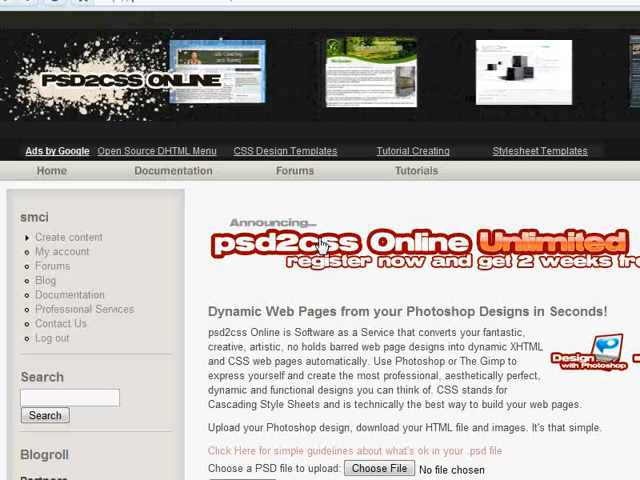 PSD2CSS ONLINE
Ads by Google
Open Source DHTML Menu
CSS Design Templates
Tutorial Creating
Stylesheet Templates
Home
Documentation
Forums
Tutorials
smci
Create content
My account
Forums
Blog
Documentation
Professional Services
Contact Us
Log out
Search
Search
Blogroll
Announcing...
psd2css Online Unlimited
register now and get 2 weeks fre
Dynamic Web Pages from your Photoshop Designs in Seconds!
psd2css Online is Software as a Service that converts your fantastic,
creative, artistic, no holds barred web page designs into dynamic XHTML
and CSS web pages automatically. Use Photoshop or The Gimp to
express yourself and create the most professional, aesthetically perfect,
dynamic and functional designs you can think of. CSS stands for
Cascading Style Sheets and is technically the best way to build your web pages.
Design
with Photoshop
Upload your Photoshop design, download your HTML file and images. It's that simple.
Click Here for simple guidelines about what's ok in your .psd file
Choose a PSD file to upload: Choose File No file chosen